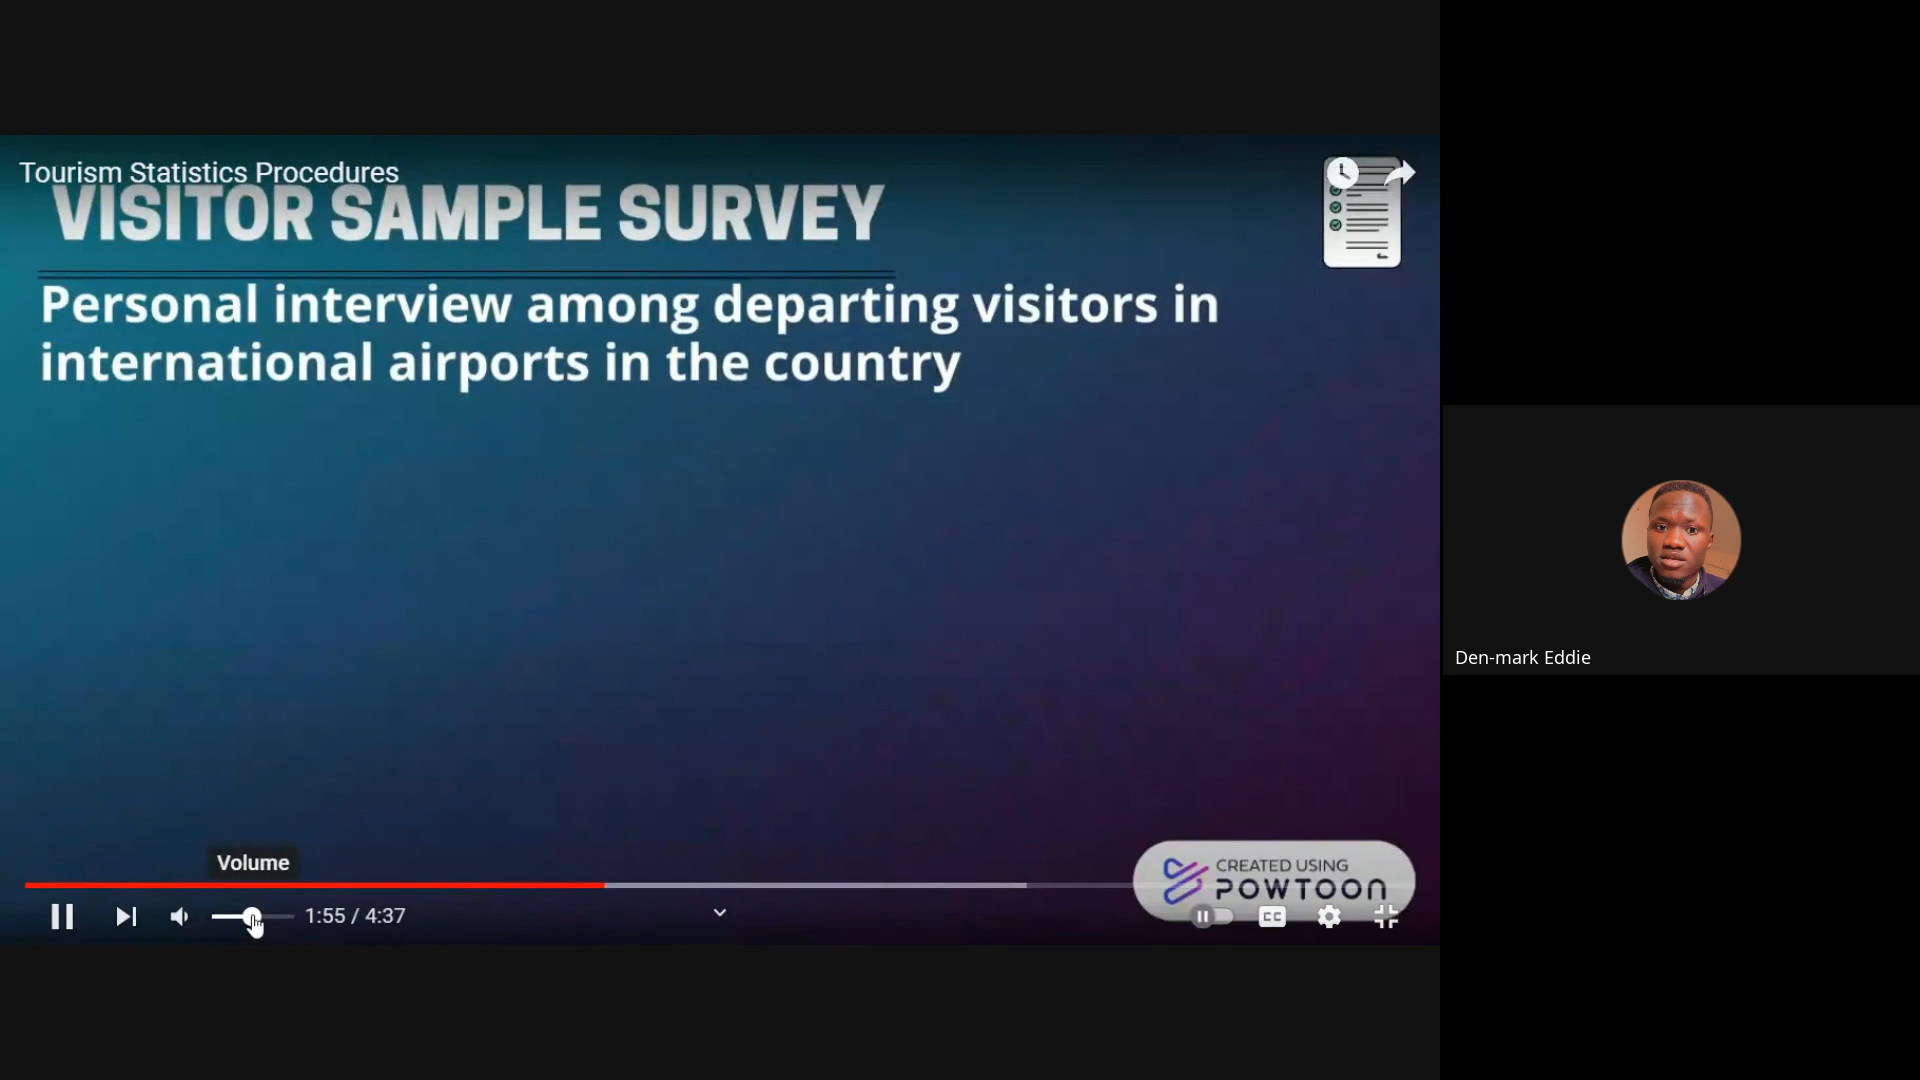 Tourism Statistics Procedures
VISITOR SAMPLE SURVEY
Personal interview among departing visitors in
international airports in the country
Den-mark Eddie
Volume
CREATED USING
POWTOON
1:55 / 4:37
CC